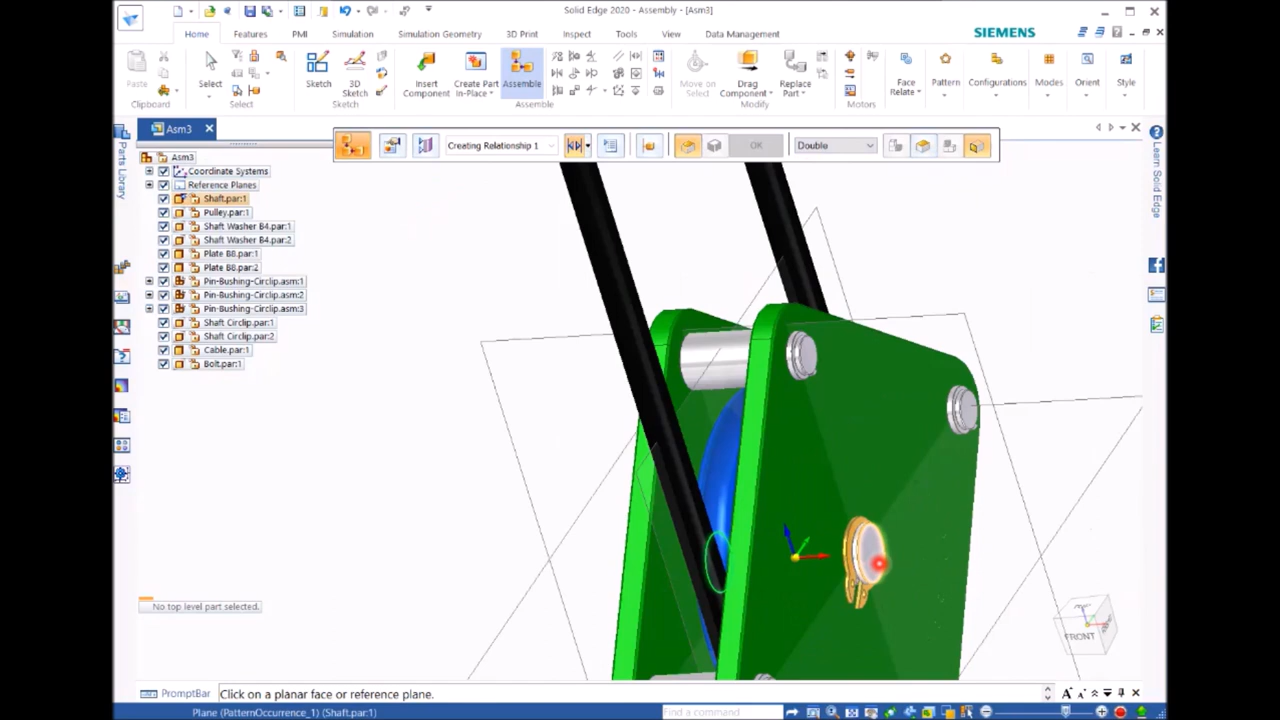 Solid Edge 2020 - Assembly - [Asm3]
Home
Features
PMI
Simulation
Simulation Geometry
3D Print
Inspect
Tools
View
Data Management
SIEMENS
Paste
Select
Sketch
3D Sketch
Insert Component
Create Part In-Place
Assemble
Move on Select
Drag Component
Replace Part
Face Relate
Pattern
Configurations
Modes
Orient
Style
Clipboard
Select
Sketch
Assemble
Modify
Motors
Asm3
Creating Relationship 1
OK
Double
Parts Library
Learn Solid Edge
Asm3
Coordinate Systems
Reference Planes
Shaft.par:1
Pulley.par:1
Shaft Washer B4.par:1
Shaft Washer B4.par:2
Plate B8.par:1
Plate B8.par:2
Pin-Bushing-Circlip.asm:1
Pin-Bushing-Circlip.asm:2
Pin-Bushing-Circlip.asm:3
Shaft Circlip.par:1
Shaft Circlip.par:2
Cable.par:1
Bolt.par:1
No top level part selected.
FRONT
PromptBar
Click on a planar face or reference plane.
Plane (PatternOccurrence_1) (Shaft.par:1)
Find a command